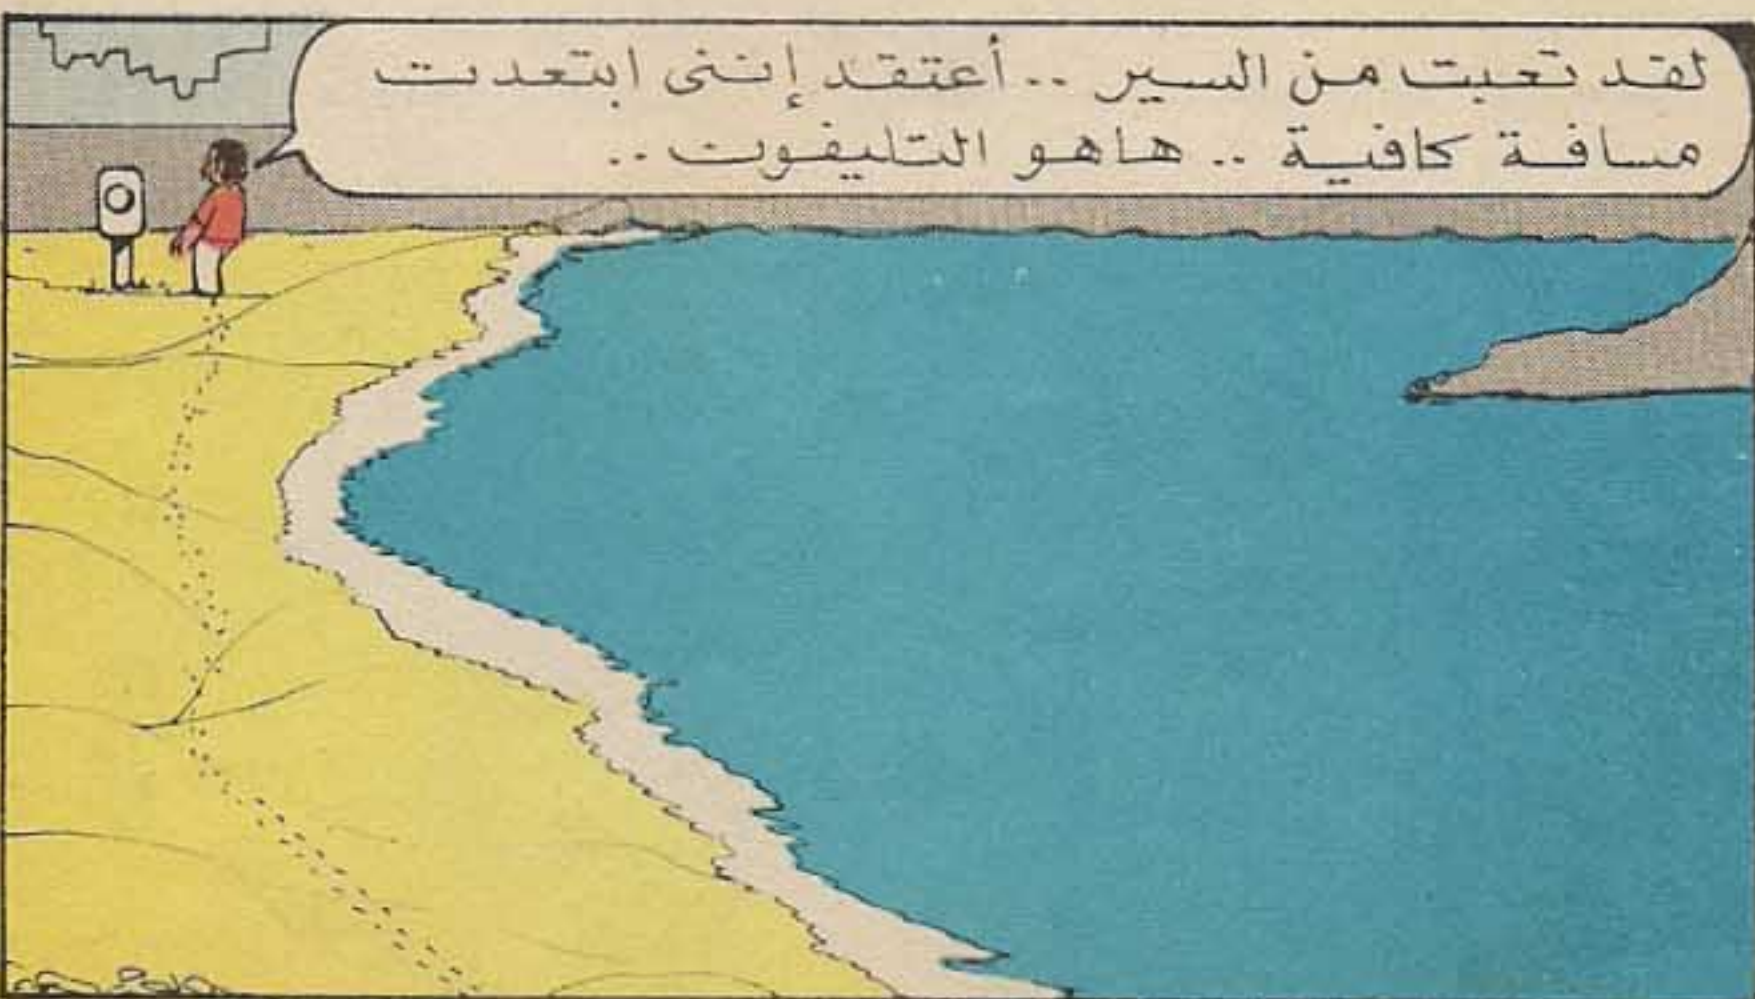 لقد تعبت من السير .. أعتقد إننى ابتعدت
مسافة كافية .. هاهو التليفون ..